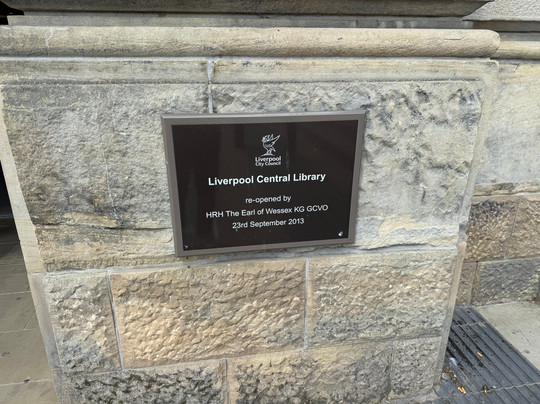 Liverpool
City Council
Liverpool Central Library
re-opened by
HRH The Earl of Wessex KG GCVO
23rd September 2013